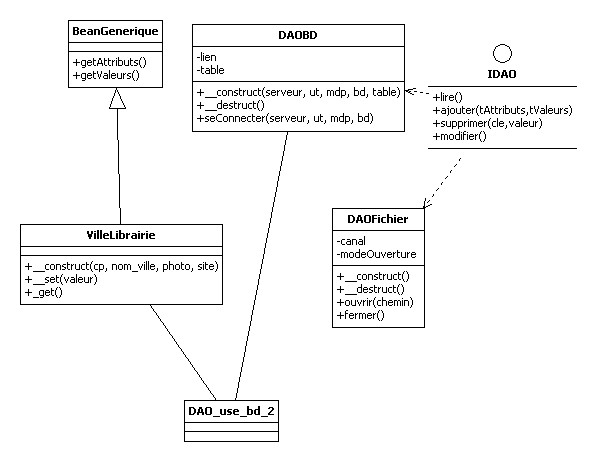 BeanGenerique
+getAttributs()
+getValeurs()
DAOBD
-lien
-table
+__construct(serveur, ut, mdp, bd, table)
+__destruct()
+seConnecter(serveur, ut, mdp, bd)
IDAO
+lire()
+ajouter(tAttributs,tValeurs)
+supprimer(cle,valeur)
+modifier()
VilleLibrairie
+__construct(cp, nom_ville, photo, site)
+__set(valeur)
+_get()
DAOFichier
-canal
-modeOuverture
+__construct()
+__destruct()
+ouvrir(chemin)
+fermer()
DAO_use_bd_2